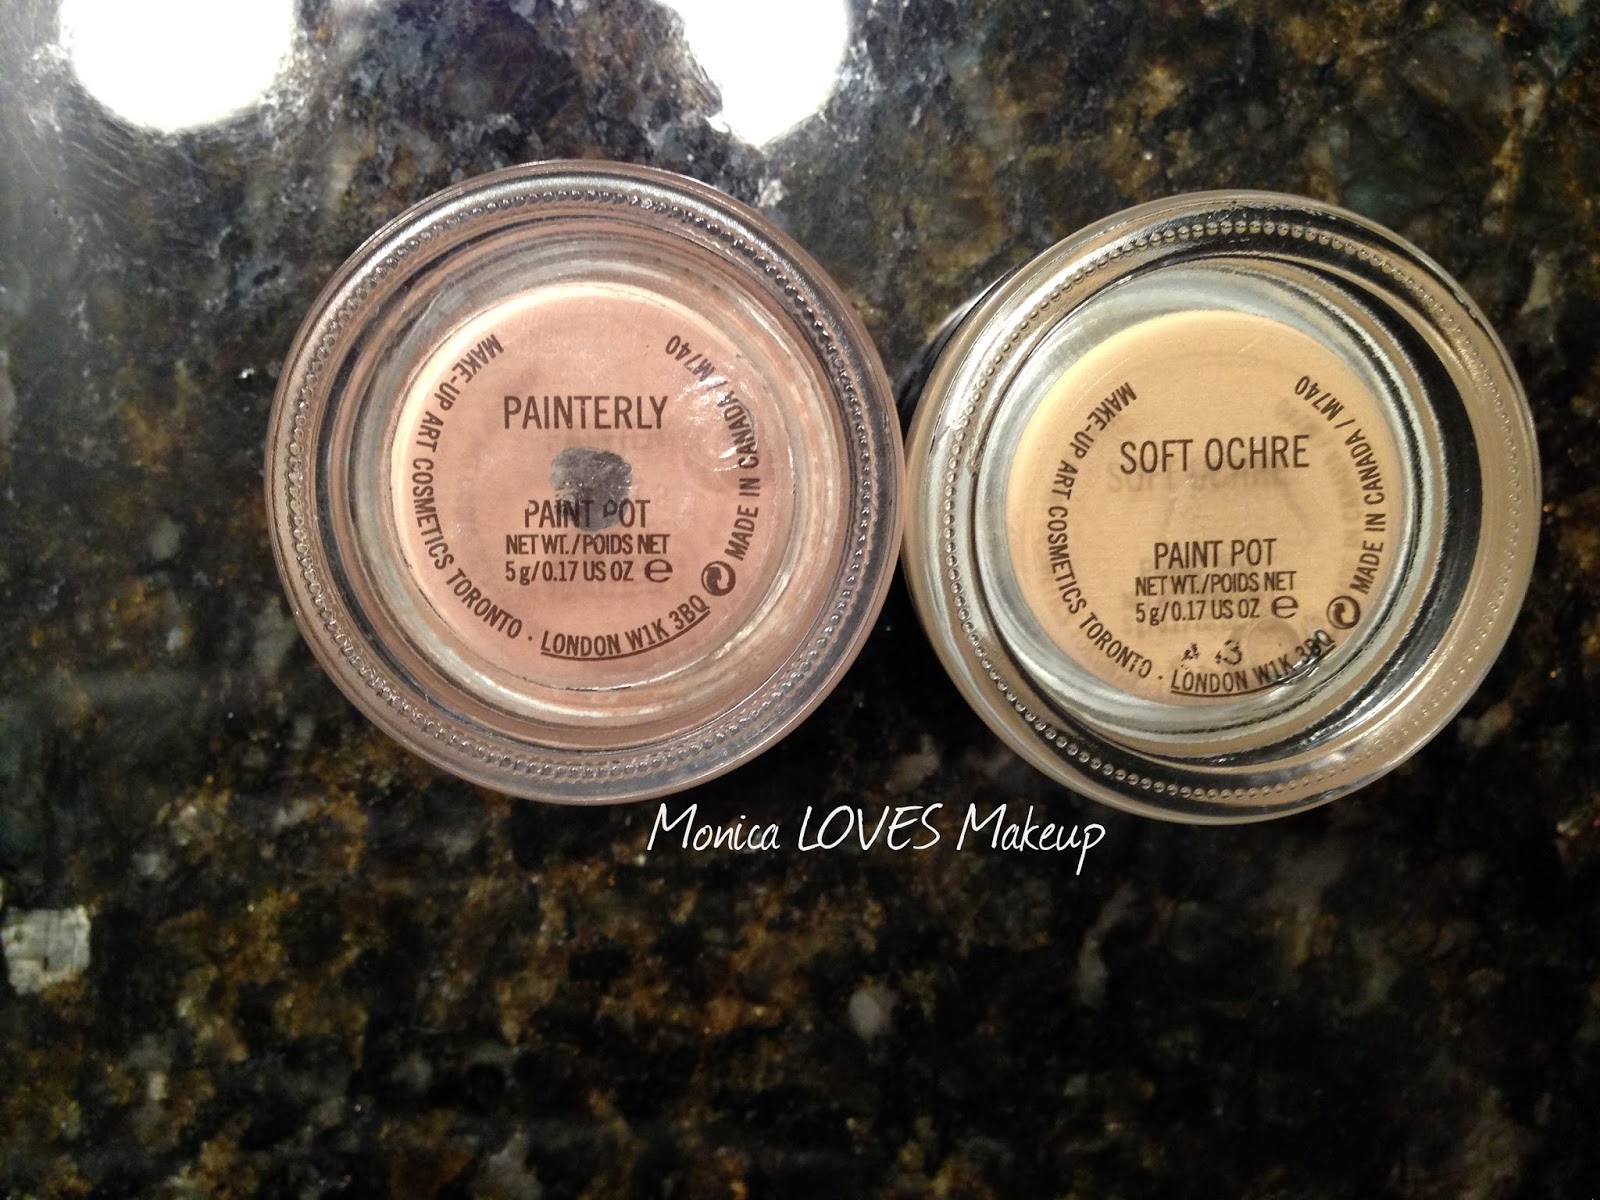 PAINTERLY
PAINT POT
NET WT./POIDS NET
5 g/0.17 US OZ e
MAKE-UP ART COSMETICS TORONTO · LONDON W1K 3BQ
MADE IN CANADA / M740
SOFT OCHRE
PAINT POT
NET WT./POIDS NET
5 g/0.17 US OZ e
MAKE-UP ART COSMETICS TORONTO · LONDON W1K 3BQ
MADE IN CANADA / M740
Monica LOVES Makeup